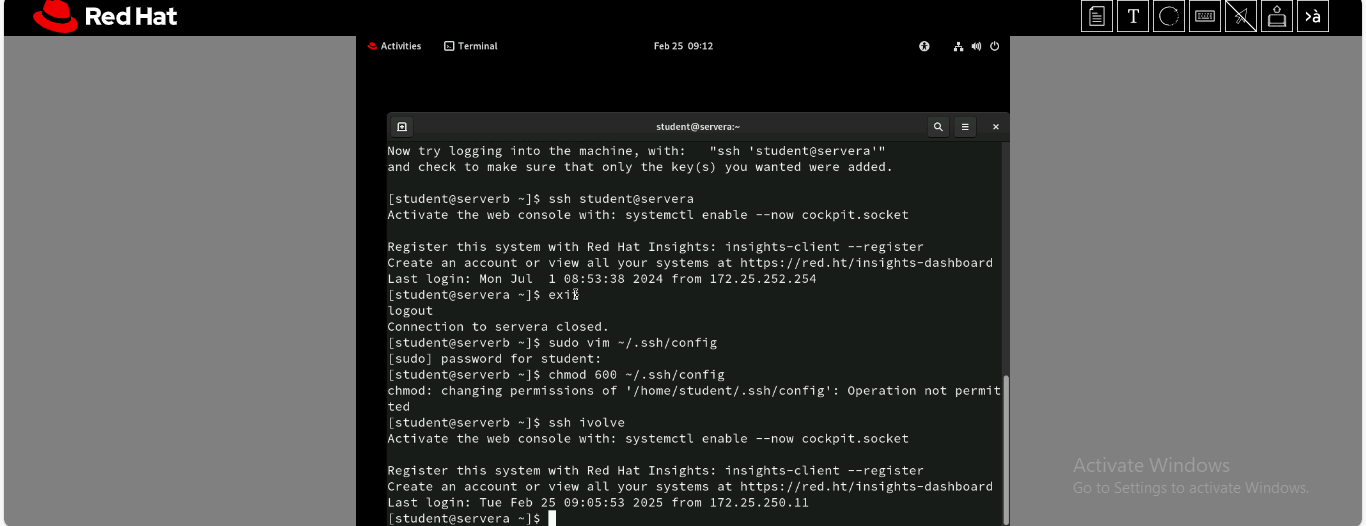 Red Hat
T
>à
Activities Terminal Feb 25 09:12
student@servera:~
Now try logging into the machine, with:   "ssh 'student@servera'"
and check to make sure that only the key(s) you wanted were added.
[student@serverb ~]$ ssh student@servera
Activate the web console with: systemctl enable --now cockpit.socket
Register this system with Red Hat Insights: insights-client --register
Create an account or view all your systems at https://red.ht/insights-dashboard
Last login: Mon Jul  1 08:53:38 2024 from 172.25.252.254
[student@servera ~]$ exit
logout
Connection to servera closed.
[student@serverb ~]$ sudo vim ~/.ssh/config
[sudo] password for student:
[student@serverb ~]$ chmod 600 ~/.ssh/config
chmod: changing permissions of '/home/student/.ssh/config': Operation not permit
ted
[student@serverb ~]$ ssh ivolve
Activate the web console with: systemctl enable --now cockpit.socket
Register this system with Red Hat Insights: insights-client --register
Create an account or view all your systems at https://red.ht/insights-dashboard
Last login: Tue Feb 25 09:05:53 2025 from 172.25.250.11
[student@servera ~]$
Activate Windows
Go to Settings to activate Windows.